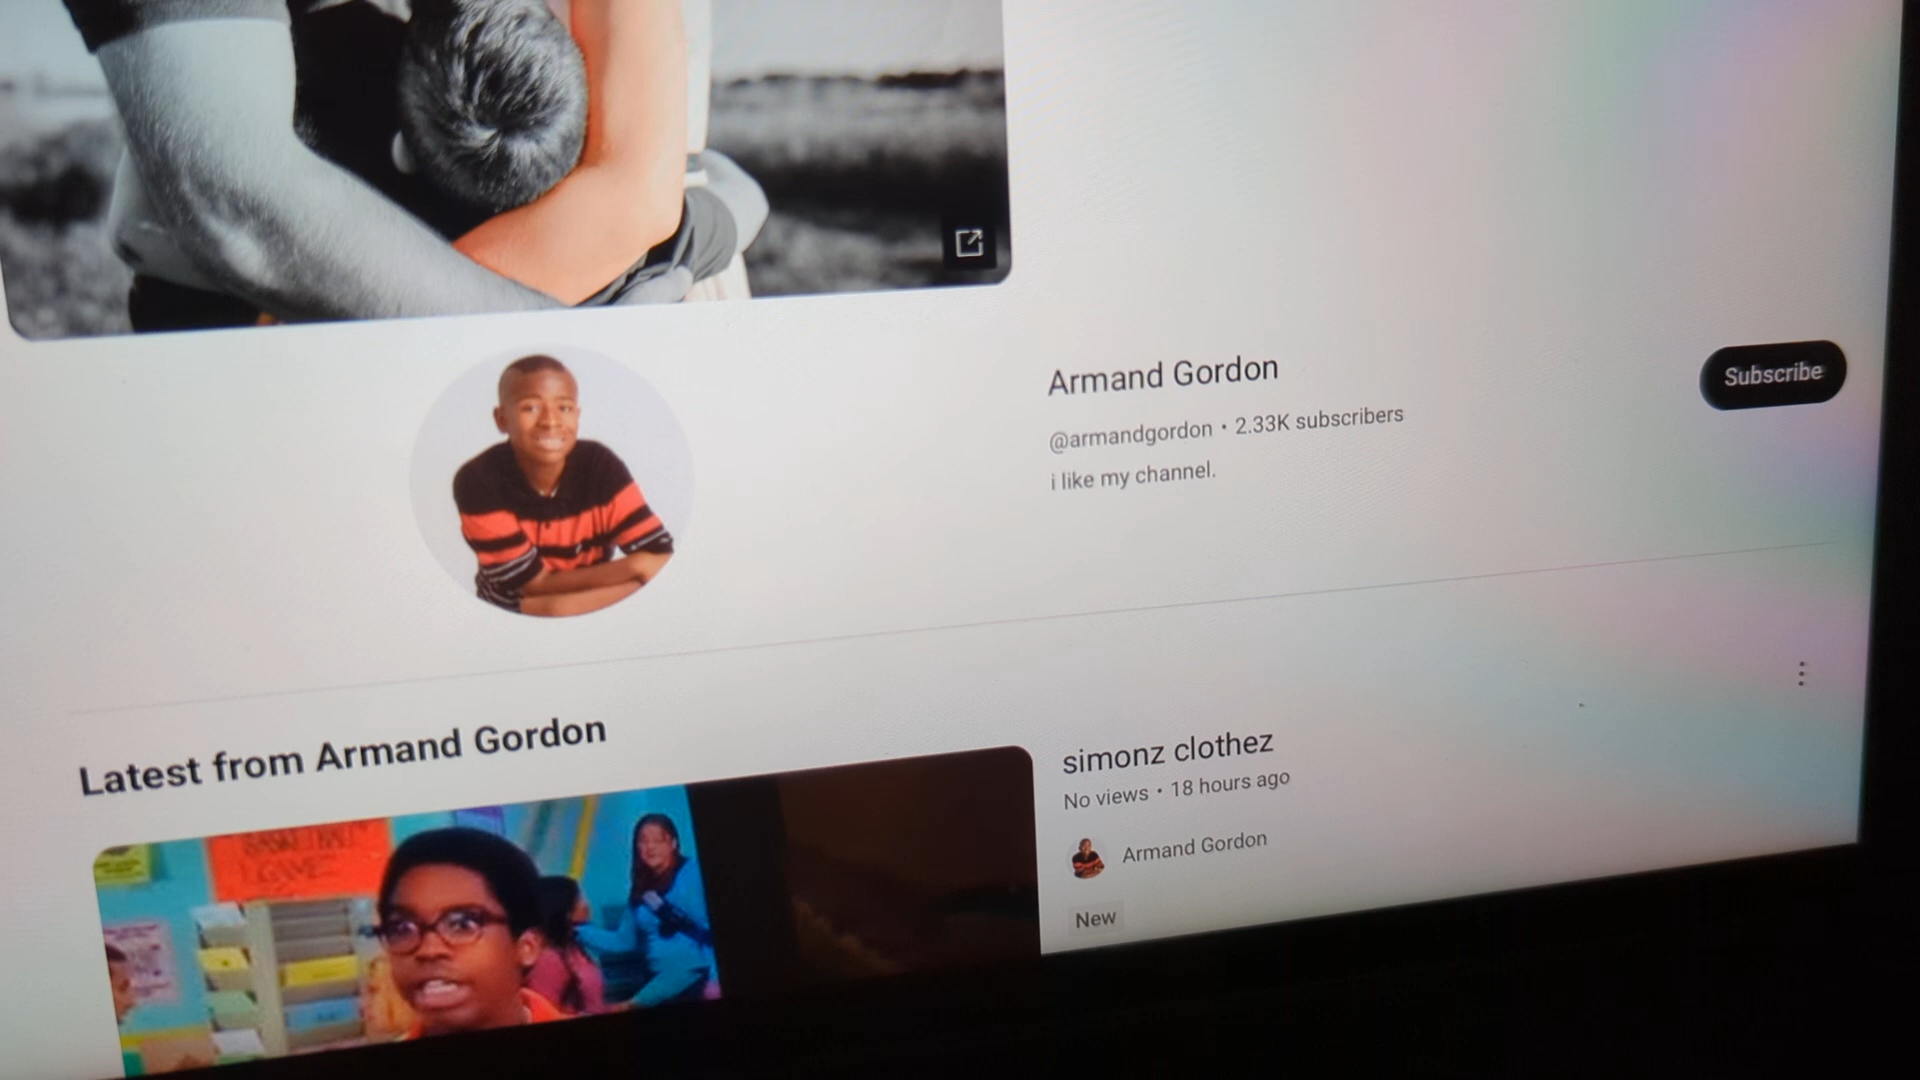 Armand Gordon
Subscribe
@armandgordon • 2.33K subscribers
i like my channel.
Latest from Armand Gordon
simonz clothez
No views • 18 hours ago
Armand Gordon
New
GAME